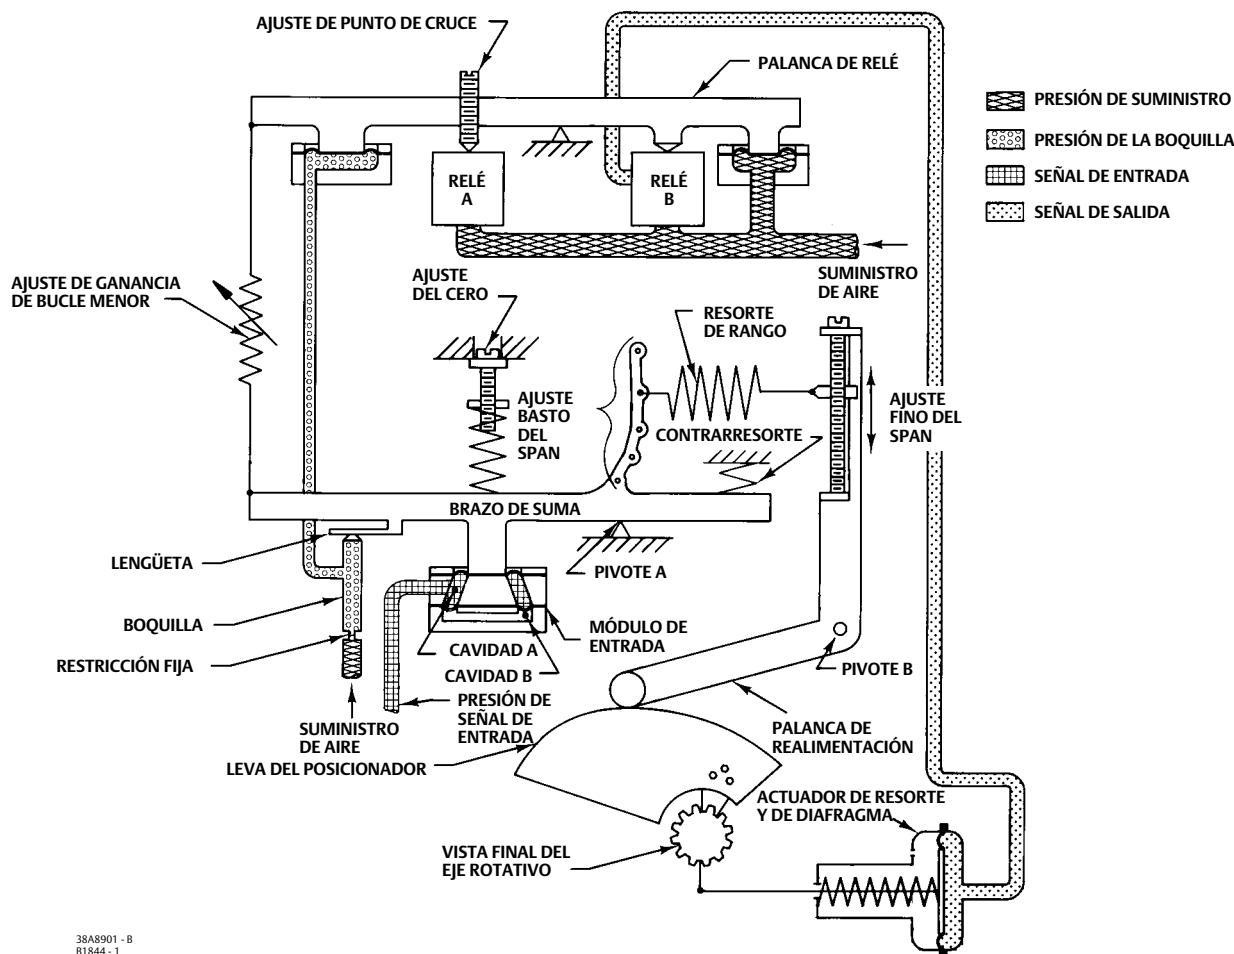 AJUSTE DE PUNTO DE CRUCE
PALANCA DE RELÉ
PRESIÓN DE SUMINISTRO
PRESIÓN DE LA BOQUILLA
SEÑAL DE ENTRADA
SEÑAL DE SALIDA
RELÉ
A
RELÉ
B
SUMINISTRO
DE AIRE
AJUSTE DE GANANCIA
DE BUCLE MENOR
AJUSTE
DEL CERO
RESORTE
DE RANGO
AJUSTE
BASTO
DEL
SPAN
AJUSTE
FINO DEL
SPAN
CONTRARRESORTE
BRAZO DE SUMA
LENGÜETA
PIVOTE A
BOQUILLA
MÓDULO DE
ENTRADA
RESTRICCIÓN FIJA
CAVIDAD A
CAVIDAD B
PIVOTE B
PRESIÓN DE
SEÑAL DE
ENTRADA
SUMINISTRO
DE AIRE
PALANCA DE
REALIMENTACIÓN
LEVA DEL POSICIONADOR
ACTUADOR DE RESORTE
Y DE DIAFRAGMA
VISTA FINAL DEL
EJE ROTATIVO
38A8901 - B
B1844 - 1